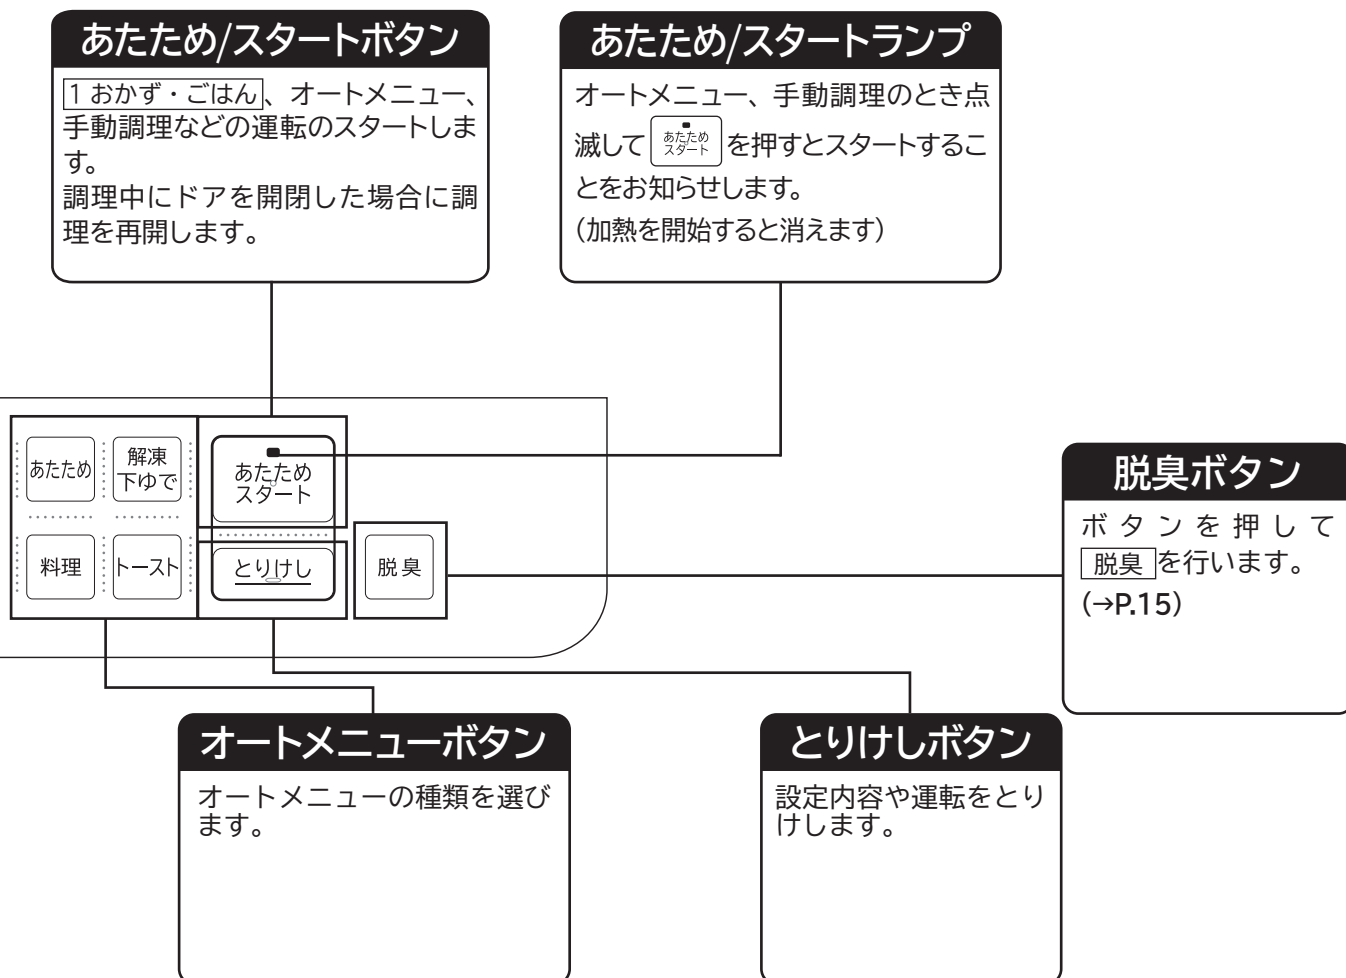 あたため/スタートボタン
1 おかず・ごはん、オートメニュー、
手動調理などの運転のスタートしま
す。
調理中にドアを開閉した場合に調
理を再開します。
あたため/スタートランプ
オートメニュー、手動調理のとき点
滅して あたため スタート を押すとスタートするこ
とをお知らせします。
(加熱を開始すると消えます)
あたため
解凍
下ゆで
あたため
スタート
料理
トースト
とりけし
脱臭
脱臭ボタン
ボタンを押して
脱臭 を行います。
(→P.15)
オートメニューボタン
オートメニューの種類を選び
ます。
とりけしボタン
設定内容や運転をとり
けします。